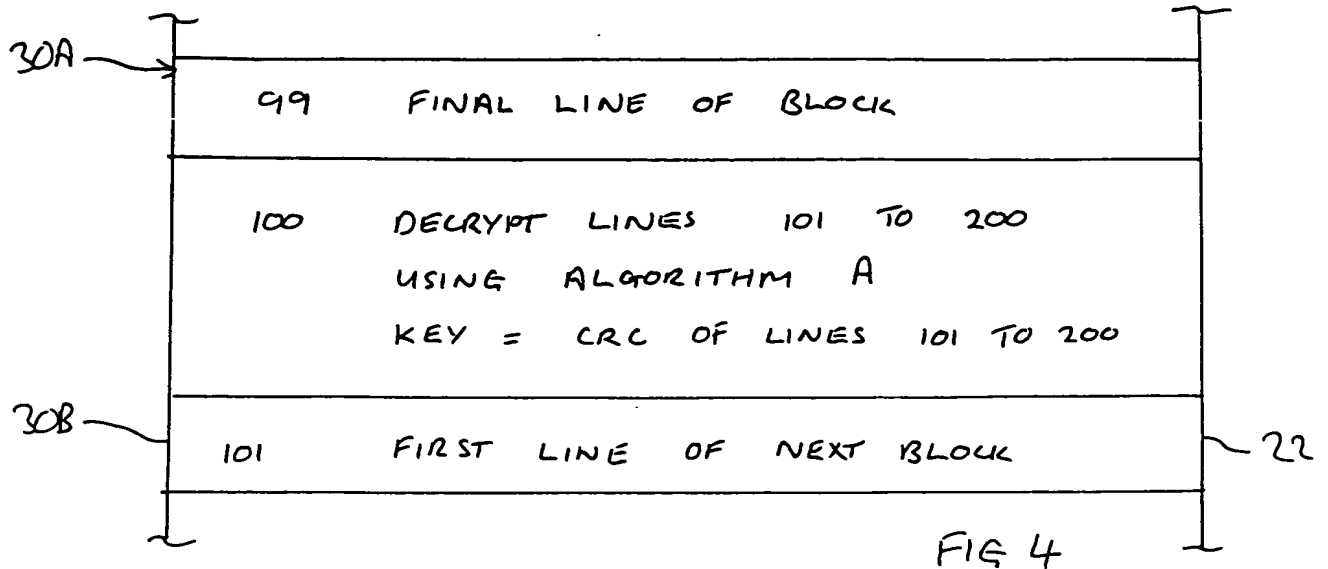 30A
99 FINAL LINE OF BLOCK
100 DECRYPT LINES 101 TO 200
USING ALGORITHM A
KEY = CRC OF LINES 101 TO 200
30B
101 FIRST LINE OF NEXT BLOCK
22
FIG 4